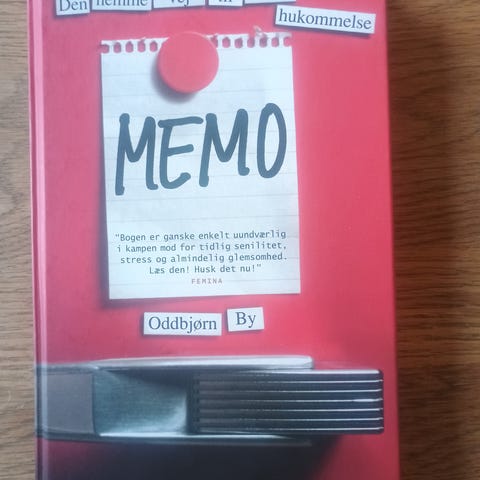 Den nemme vej til
hukommelse
MEMO
"Bogen er ganske enkelt uundværlig
i kampen mod for tidlig senilitet,
stress og almindelig glemsomhed.
Læs den! Husk det nu!"
FEMINA
Oddbjørn By